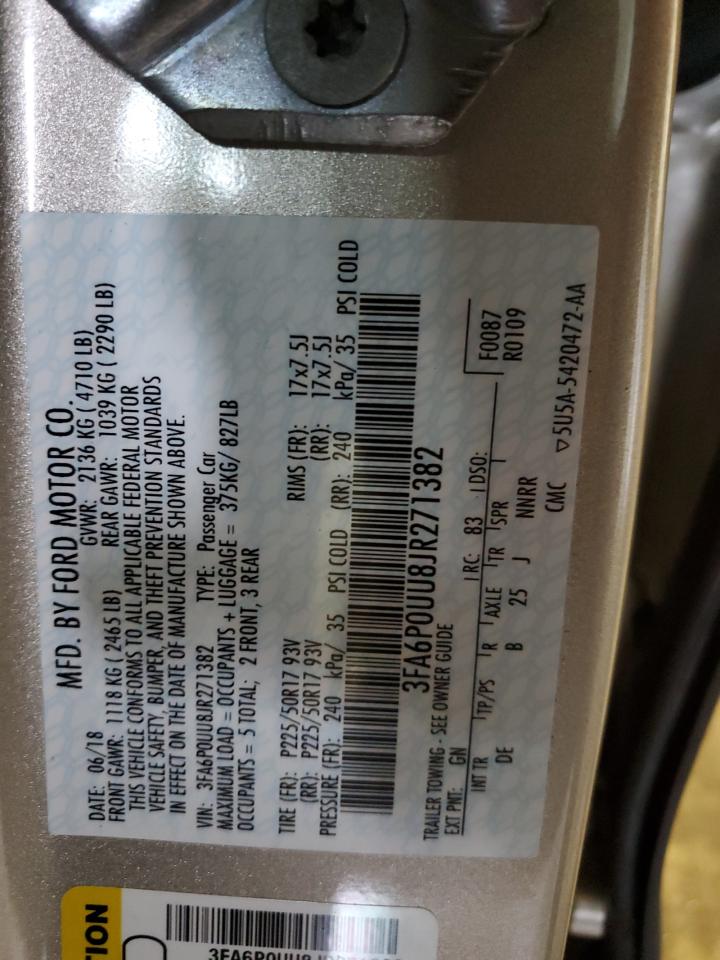 MFD. BY FORD MOTOR CO.
DATE: 06/18 GVWR: 2136 KG ( 4710 LB)
FRONT GAWR: 1118 KG ( 2465 LB) REAR GAWR: 1039 KG ( 2290 LB)
THIS VEHICLE CONFORMS TO ALL APPLICABLE FEDERAL MOTOR
VEHICLE SAFETY, BUMPER, AND THEFT PREVENTION STANDARDS
IN EFFECT ON THE DATE OF MANUFACTURE SHOWN ABOVE.
VIN: 3FA6P0UU8JR271382 TYPE: Passenger Car
MAXIMUM LOAD = OCCUPANTS + LUGGAGE = 375KG/ 827LB
OCCUPANTS = 5 TOTAL; 2 FRONT, 3 REAR
TIRE (FR): P225/50R17 93V RIMS (FR): 17x7.5J
(RR): P225/50R17 93V (RR): 17x7.5J
PRESSURE (FR): 240 kPa/ 35 PSI COLD (RR): 240 kPa/ 35 PSI COLD
3FA6P0UU8JR271382
TRAILER TOWING - SEE OWNER GUIDE
EXT PNT: GN RC: 83 DSO: F0087
R0109
INT TR TP/PS R AXLE TR SPR
DE B 25 J NNRR
CMC ▽5U5A-5420472-AA
TION